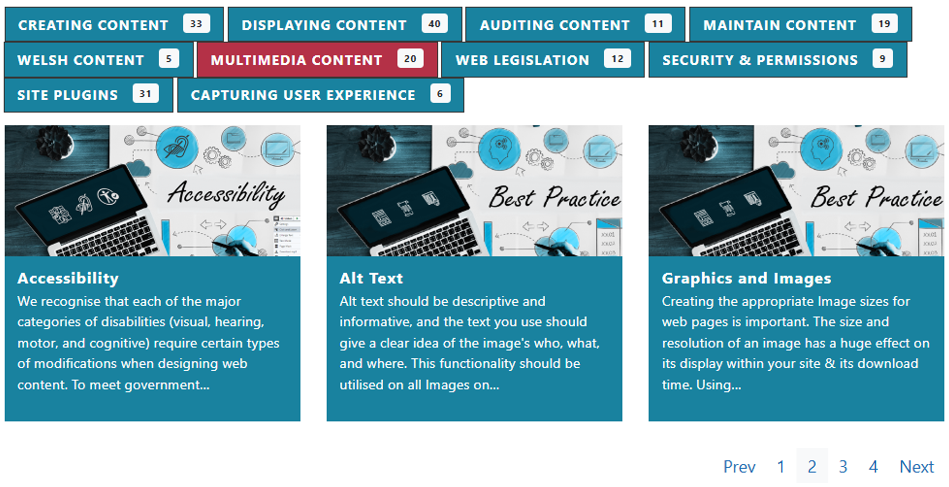 CREATING CONTENT 33 DISPLAYING CONTENT 40 AUDITING CONTENT 11 MAINTAIN CONTENT 19
WELSH CONTENT 5 MULTIMEDIA CONTENT 20 WEB LEGISLATION 12 SECURITY & PERMISSIONS 9
SITE PLUGINS 31 CAPTURING USER EXPERIENCE 6
Accessibility
Accessibility
We recognise that each of the major
categories of disabilities (visual, hearing,
motor, and cognitive) require certain types
of modifications when designing web
content. To meet government...
Best Practice
Alt Text
Alt text should be descriptive and
informative, and the text you use should
give a clear idea of the image's who, what,
and where. This functionality should be
utilised on all Images on...
Best Practice
Graphics and Images
Creating the appropriate Image sizes for
web pages is important. The size and
resolution of an image has a huge effect on
its display within your site & its download
time. Using...
Prev 1 2 3 4 Next